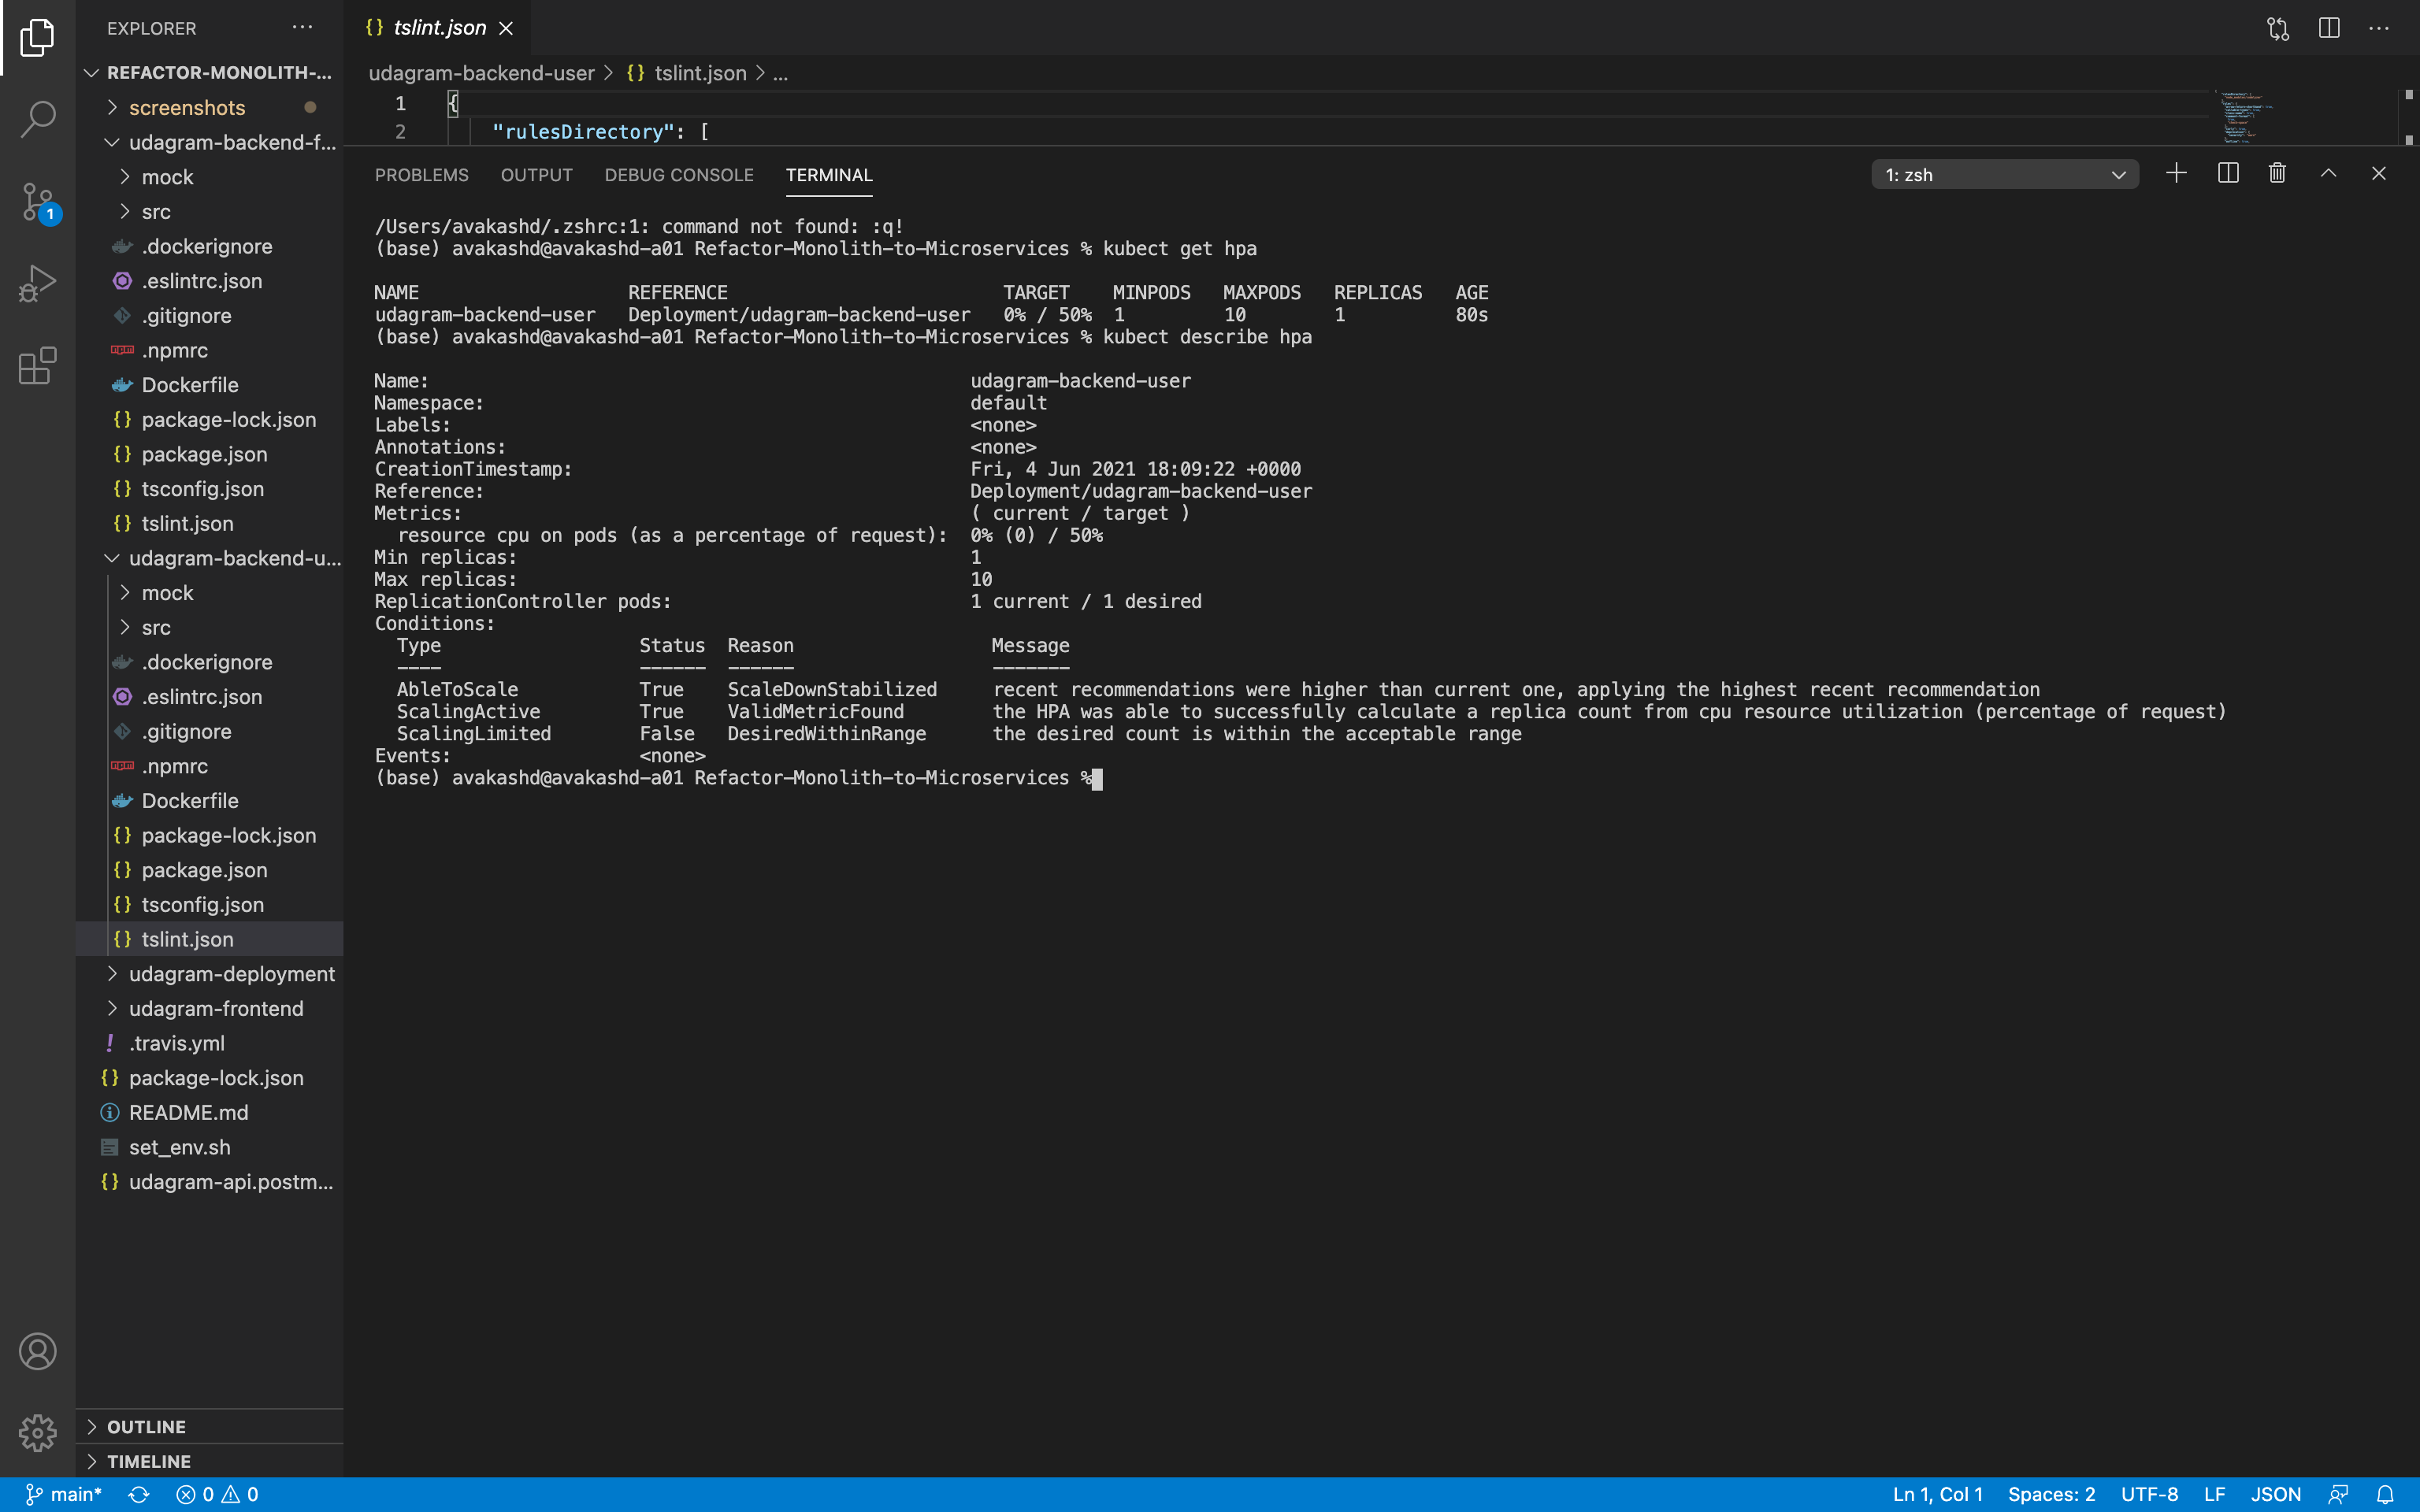 EXPLORER
REFACTOR-MONOLITH-...
screenshots
udagram-backend-f...
mock
src
.dockerignore
.eslintrc.json
.gitignore
.npmrc
Dockerfile
package-lock.json
package.json
tsconfig.json
tslint.json
udagram-backend-u...
mock
src
.dockerignore
.eslintrc.json
.gitignore
.npmrc
Dockerfile
package-lock.json
package.json
tsconfig.json
tslint.json
udagram-deployment
udagram-frontend
.travis.yml
package-lock.json
README.md
set_env.sh
udagram-api.postm...
OUTLINE
TIMELINE
1
{} tslint.json
udagram-backend-user > {} tslint.json > ...
1 {
2 "rulesDirectory": [
PROBLEMS OUTPUT DEBUG CONSOLE TERMINAL 1: zsh
/Users/avakashd/.zshrc:1: command not found: :q!
(base) avakashd@avakashd-a01 Refactor-Monolith-to-Microservices % kubect get hpa
NAME REFERENCE TARGET MINPODS MAXPODS REPLICAS AGE
udagram-backend-user Deployment/udagram-backend-user 0% / 50% 1 10 1 80s
(base) avakashd@avakashd-a01 Refactor-Monolith-to-Microservices % kubect describe hpa
Name: udagram-backend-user
Namespace: default
Labels: <none>
Annotations: <none>
CreationTimestamp: Fri, 4 Jun 2021 18:09:22 +0000
Reference: Deployment/udagram-backend-user
Metrics: ( current / target )
resource cpu on pods (as a percentage of request): 0% (0) / 50%
Min replicas: 1
Max replicas: 10
ReplicationController pods: 1 current / 1 desired
Conditions:
Type Status Reason Message
---- ------ ------ -------
AbleToScale True ScaleDownStabilized recent recommendations were higher than current one, applying the highest recent recommendation
ScalingActive True ValidMetricFound the HPA was able to successfully calculate a replica count from cpu resource utilization (percentage of request)
ScalingLimited False DesiredWithinRange the desired count is within the acceptable range
Events: <none>
(base) avakashd@avakashd-a01 Refactor-Monolith-to-Microservices %
main* 0 0 Ln 1, Col 1 Spaces: 2 UTF-8 LF JSON